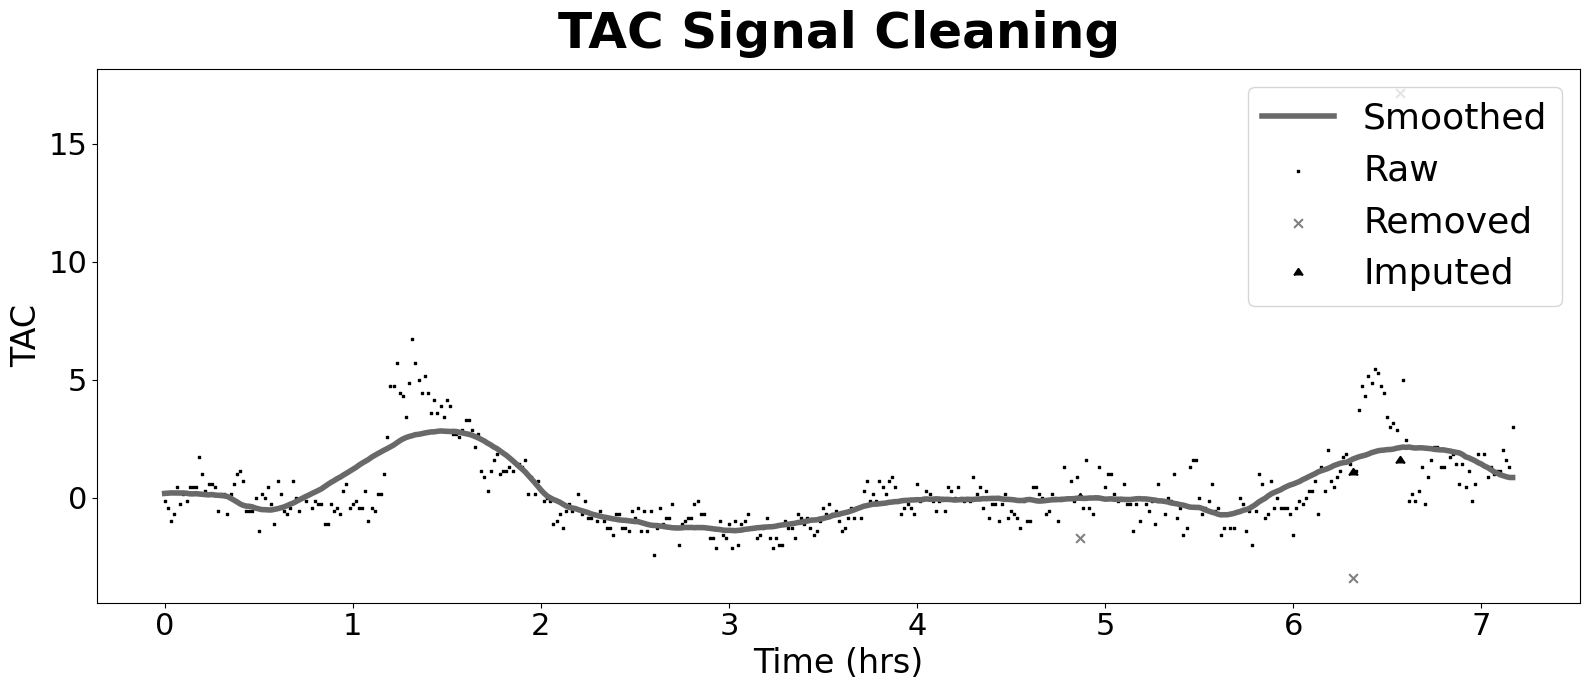 TAC Signal Cleaning
Smoothed
Raw
Removed
Imputed
TAC
15
10
5
0
0 1 2 3 4 5 6 7
Time (hrs)